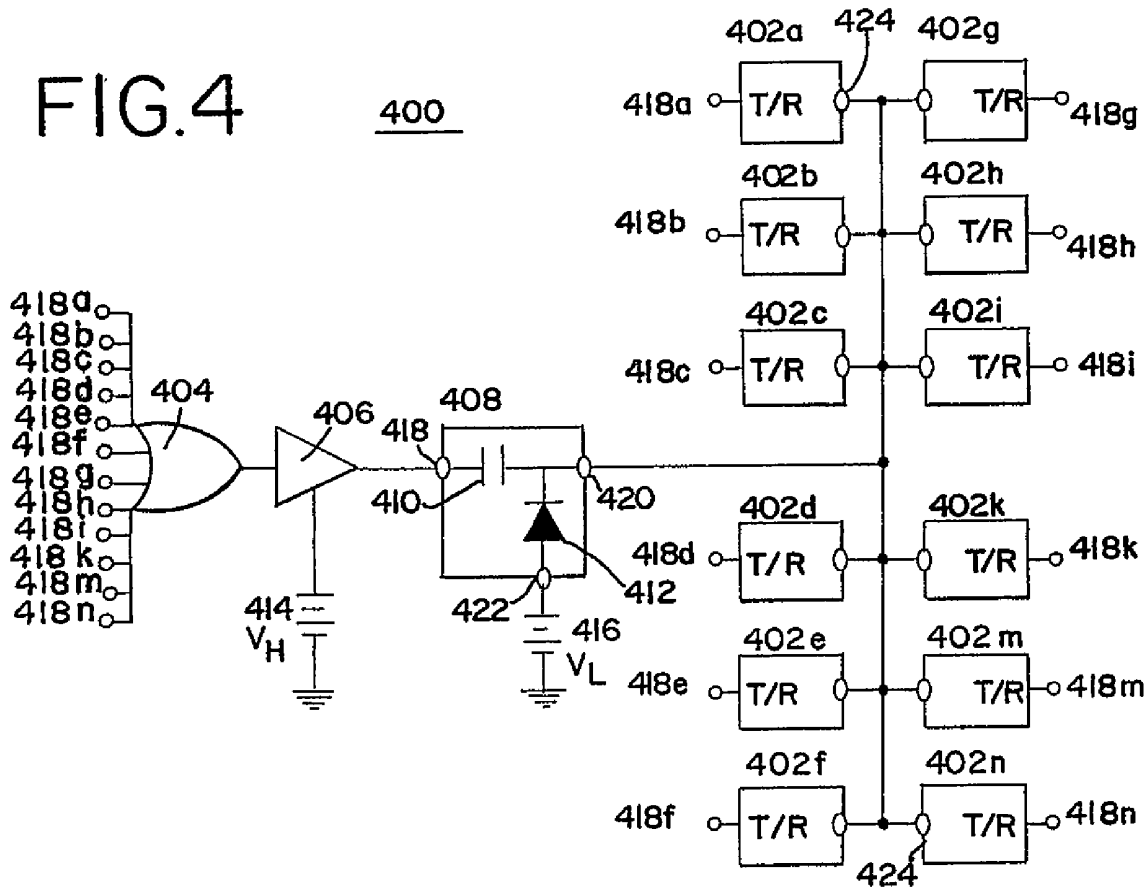 FIG.4
400
418a
418b
418c
418d
418e
418f
418g
418h
418i
418k
418m
418n
404
406
414
VH
408
418
410
420
422
412
416
VL
402a
424
402g
418a
T/R
T/R
418g
402b
402h
418b
T/R
T/R
418h
402c
402i
418c
T/R
T/R
418i
402d
402k
418d
T/R
T/R
418k
402e
402m
418e
T/R
T/R
418m
402f
402n
418f
T/R
T/R
418n
424